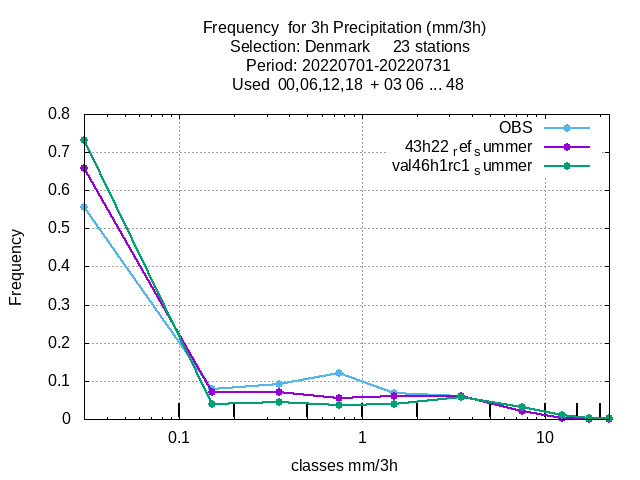 Frequency  for 3h Precipitation (mm/3h)
Selection: Denmark     23 stations
Period: 20220701-20220731
Used  00,06,12,18  + 03 06 ... 48
OBS
43h22 refsummer
val46h1rc1 summer
0.8
0.7
0.6
0.5
0.4
0.3
0.2
0.1
0
Frequency
0.1 1 10
classes mm/3h